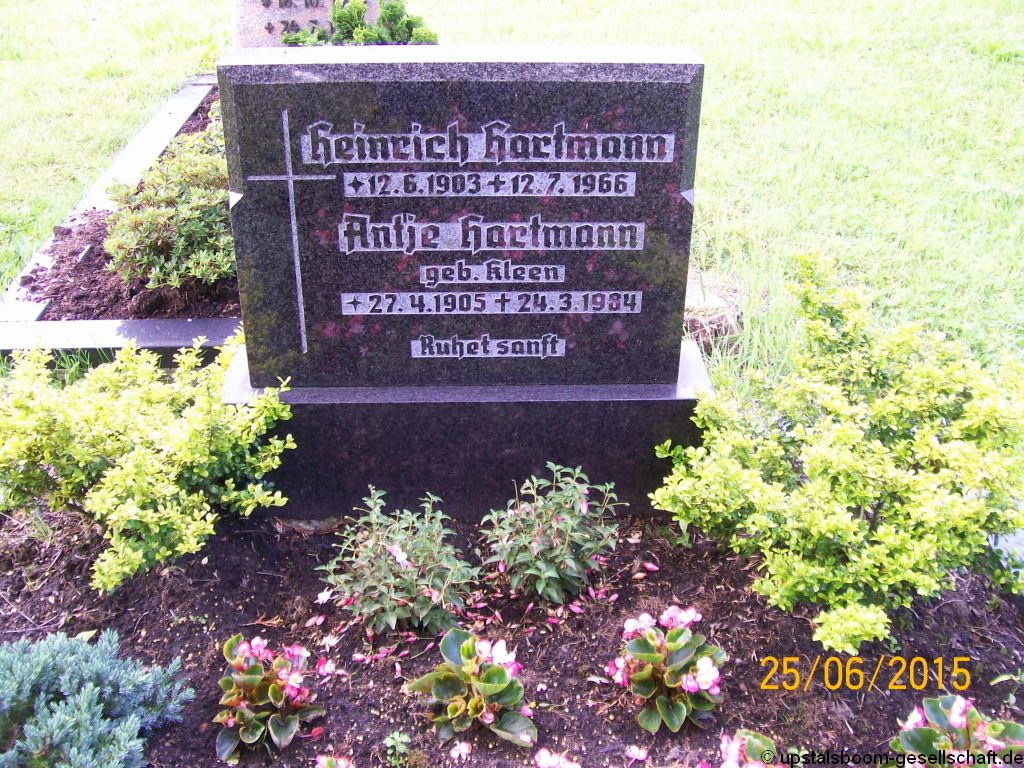 Heinrich Hartmann
✦12.6.1903 ✝ 12.7.1966
Antje Hartmann
geb. Kleen
✦27.4.1905 ✝ 24.3.1984
Ruhet sanft
25/06/2015
© upstalsboom-gesellschaft.de